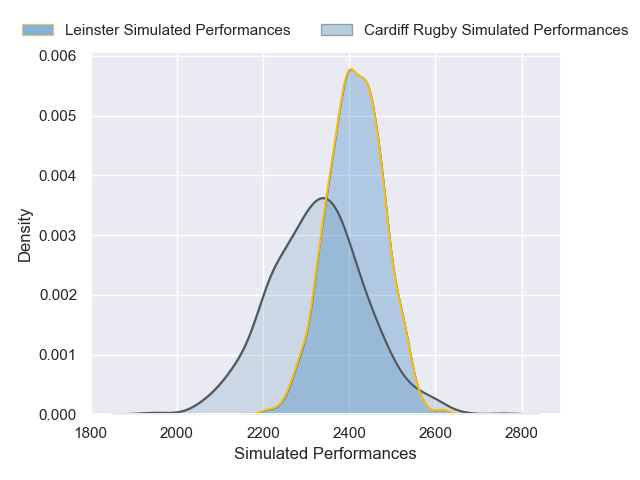 Leinster Simulated Performances
Cardiff Rugby Simulated Performances
0.006
0.005
0.004
0.003
0.002
0.001
0.000
Density
1800 2000 2200 2400 2600 2800
Simulated Performances